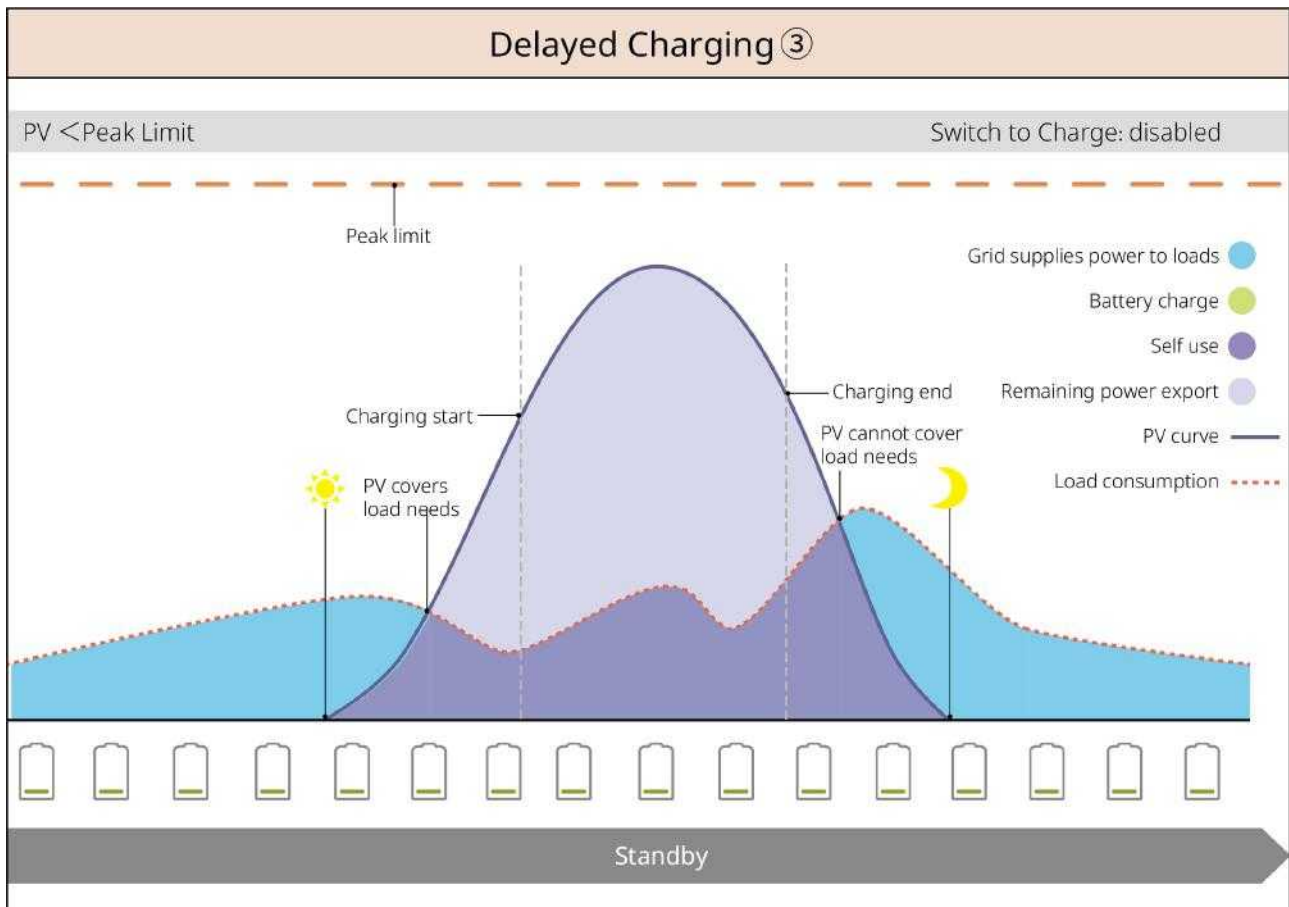 Delayed Charging ③
PV <Peak Limit
Switch to Charge: disabled
Peak limit
Grid supplies power to loads
Battery charge
Self use
Remaining power export
PV curve
Load consumption
Charging start
Charging end
PV cannot cover
load needs
PV covers
load needs
Standby